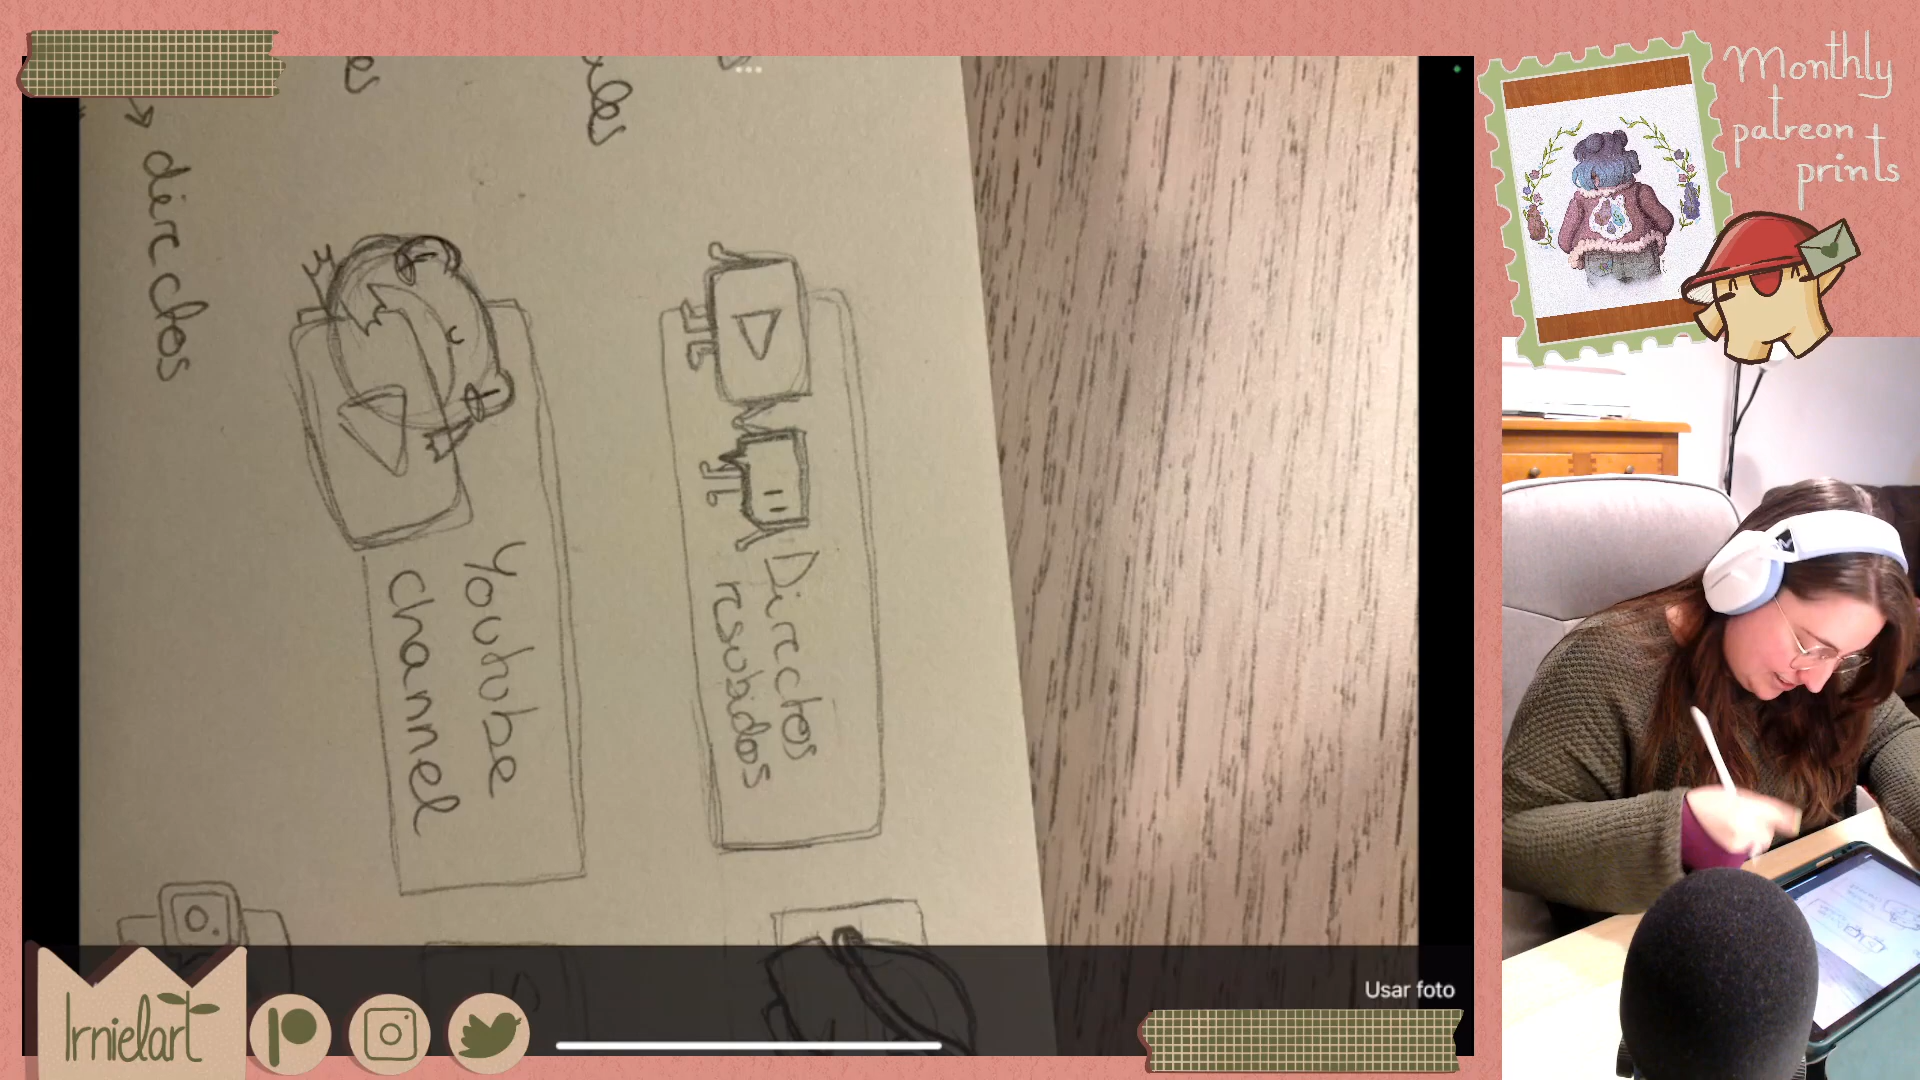 Monthly
patreon
prints
directos
Youtube
channel
Directos
resubidos
Usar foto
Irnielart